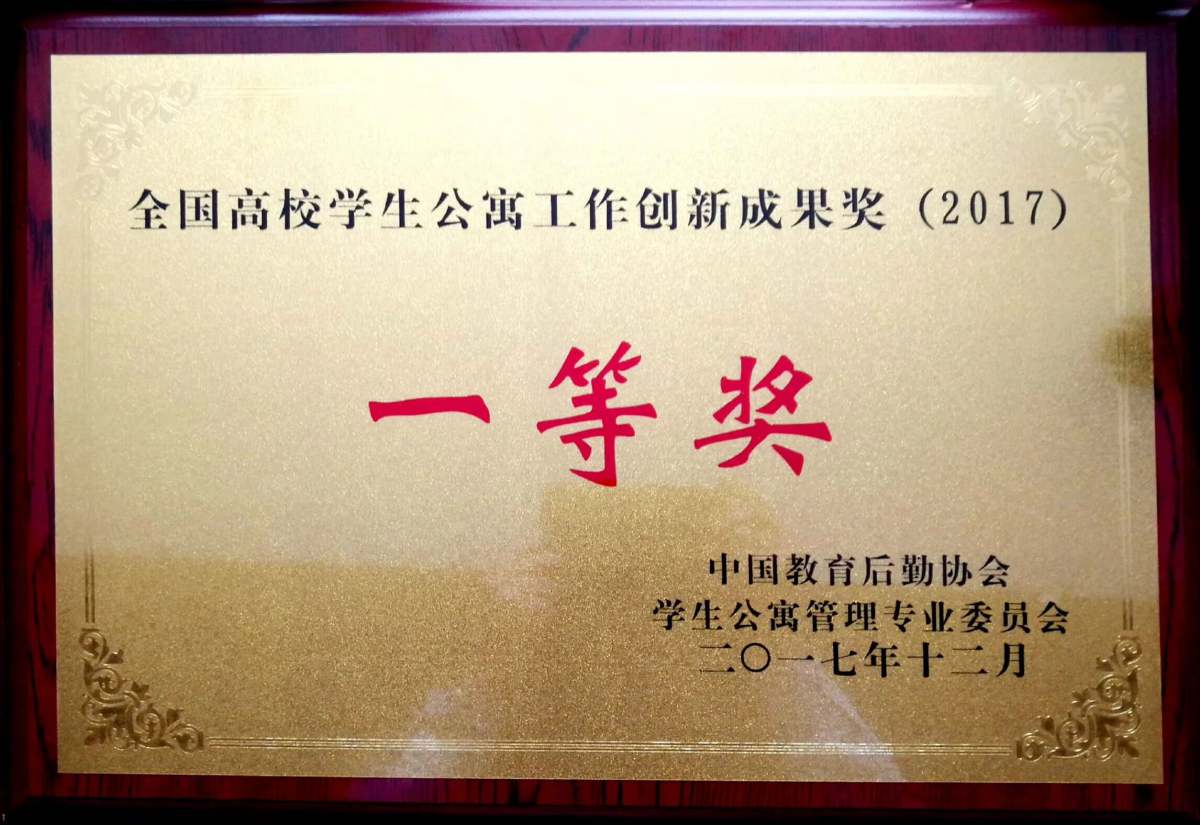 全国高校学生公寓工作创新成果奖（2017）
一等奖
中国教育后勤协会
学生公寓管理专业委员会
二〇一七年十二月